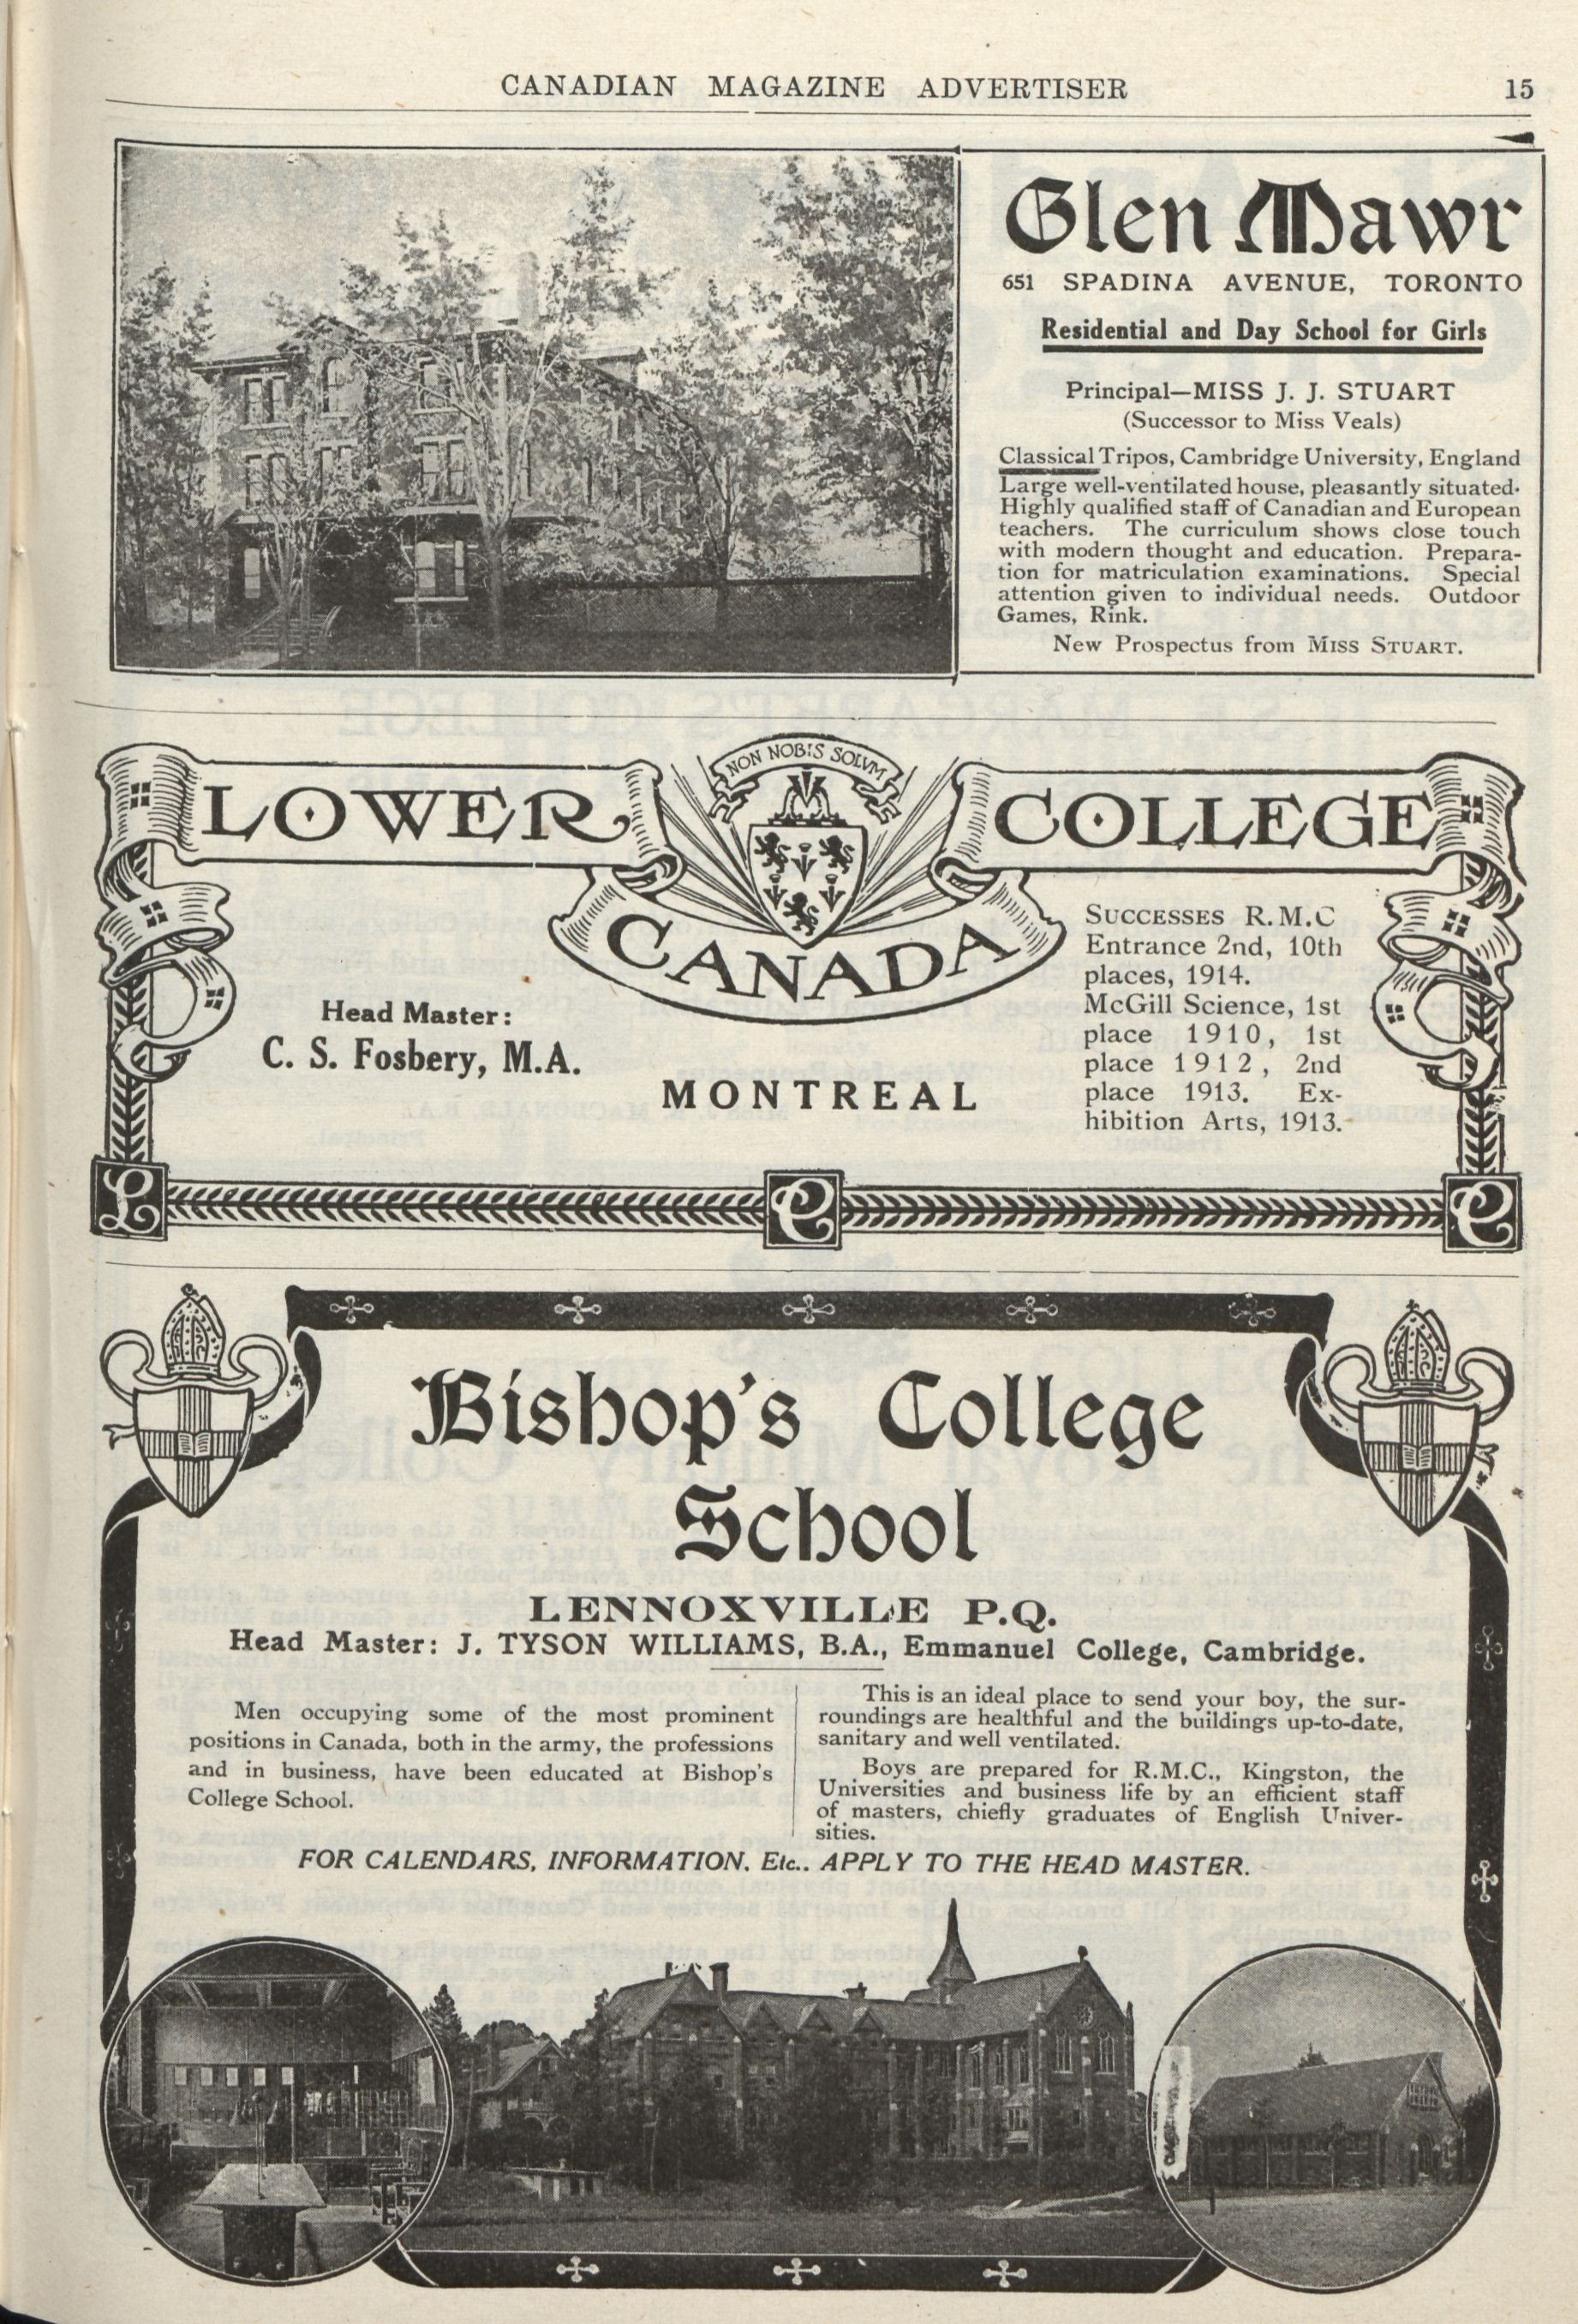 CANADIAN MAGAZINE ADVERTISER 15
Glen Mawr
651 SPADINA AVENUE, TORONTO
Residential and Day School for Girls
Principal—MISS J. J. STUART
(Successor to Miss Veals)
Classical Tripos, Cambridge University, England
Large well-ventilated house, pleasantly situated.
Highly qualified staff of Canadian and European
teachers. The curriculum shows close touch
with modern thought and education. Prepara-
tion for matriculation examinations. Special
attention given to individual needs. Outdoor
Games, Rink.
New Prospectus from MISS STUART.
NON NOBIS SOLVM
LOWER
CANADA
COLLEGE
Head Master:
C. S. Fosbery, M.A.
MONTREAL
SUCCESSES R.M.C
Entrance 2nd, 10th
places, 1914.
McGill Science, 1st
place 1910, 1st
place 1912, 2nd
place 1913. Ex-
hibition Arts, 1913.
L C C
Bishop's College
School
LENNOXVILLE P.Q.
Head Master: J. TYSON WILLIAMS, B.A., Emmanuel College, Cambridge.
Men occupying some of the most prominent
positions in Canada, both in the army, the professions
and in business, have been educated at Bishop's
College School.
This is an ideal place to send your boy, the sur-
roundings are healthful and the buildings up-to-date,
sanitary and well ventilated.
Boys are prepared for R.M.C., Kingston, the
Universities and business life by an efficient staff
of masters, chiefly graduates of English Univer-
sities.
FOR CALENDARS, INFORMATION. Etc.. APPLY TO THE HEAD MASTER.